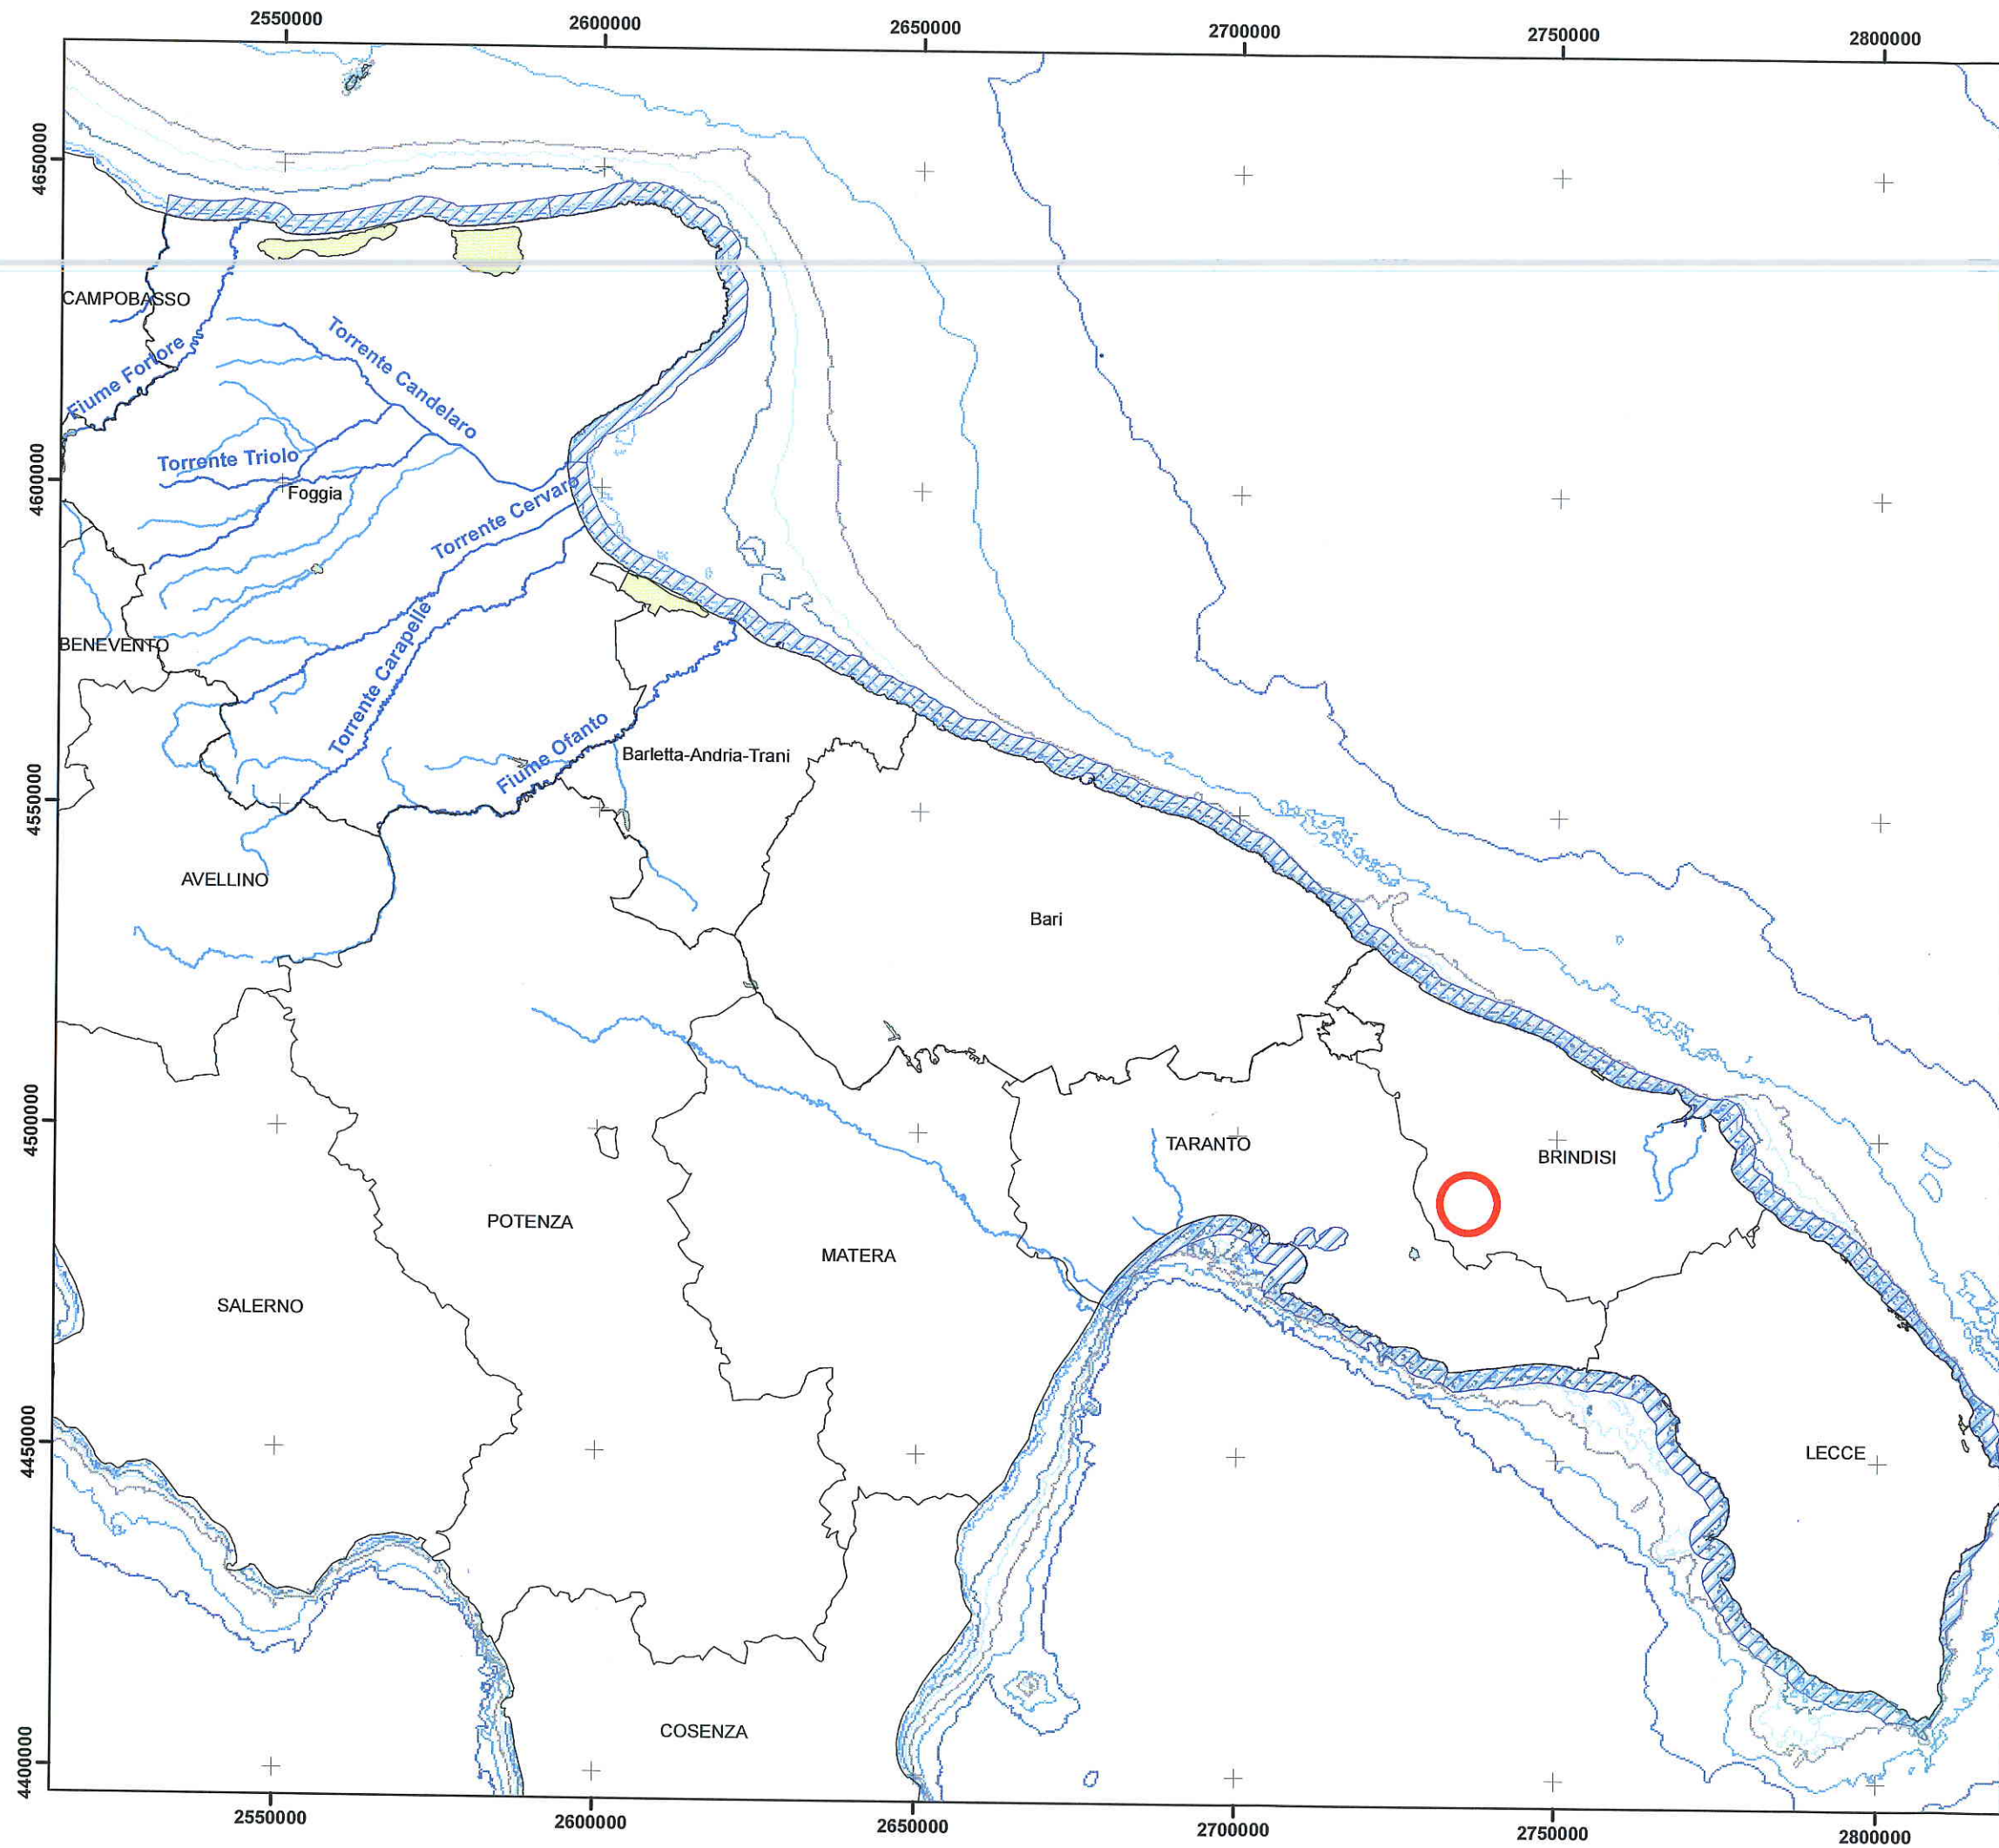 2550000 2600000 2650000 2700000 2750000 2800000
4650000
CAMPOBASSO
Torrente Candelaro
Fiume Fortore
Torrente Triolo
4600000
Foggia
Torrente Cervaro
BENEVENTO
Torrente Carapelle
Fiume Ofanto
Barletta-Andria-Trani
4550000
AVELLINO
Bari
4500000
TARANTO
BRINDISI
POTENZA
MATERA
SALERNO
4450000
LECCE
COSENZA
4400000
2550000 2600000 2650000 2700000 2750000 2800000